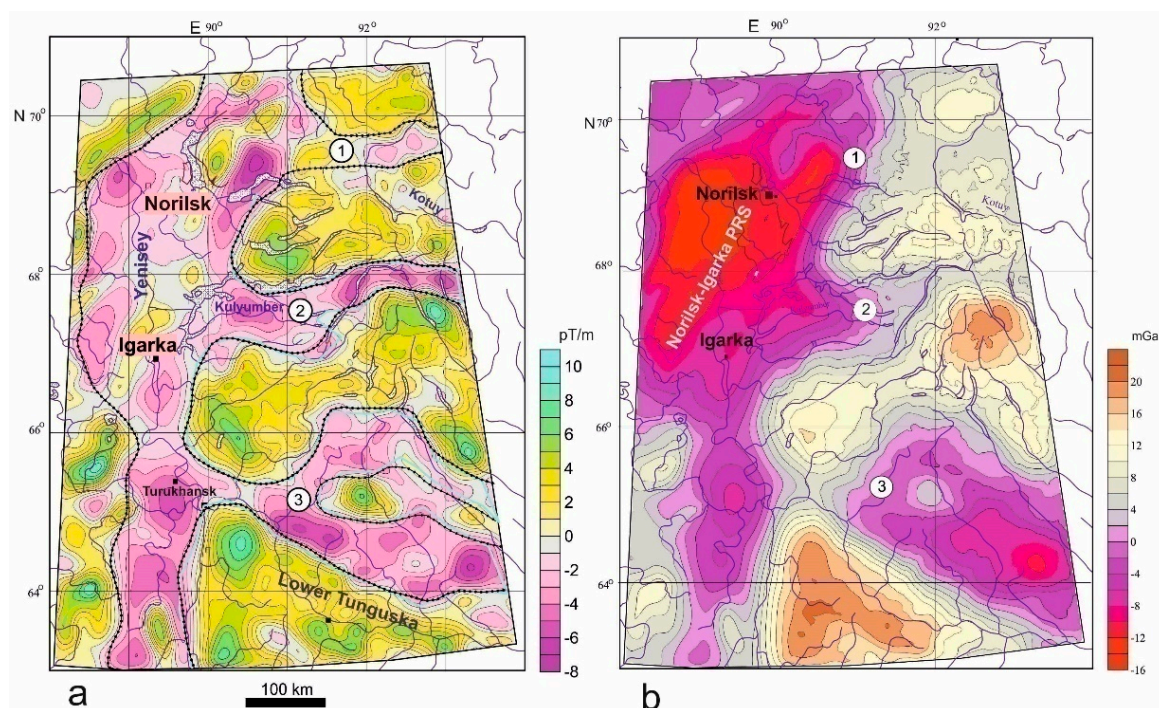 E 90° 92°
N 70°
68°
66°
64°
1
Norilsk
Kotuy
Yenisey
Kulyumber
2
Igarka
Turukhansk
3
Lower Tunguska
pT/m
10
8
6
4
2
0
-2
-4
-6
-8
a
100 km
E 90° 92°
N 70°
68°
66°
64°
1
Norilsk
Kotuy
Norilsk-Igarka PRS
2
Igarka
3
mGa
20
16
12
8
4
2
0
-4
-8
-12
-16
b